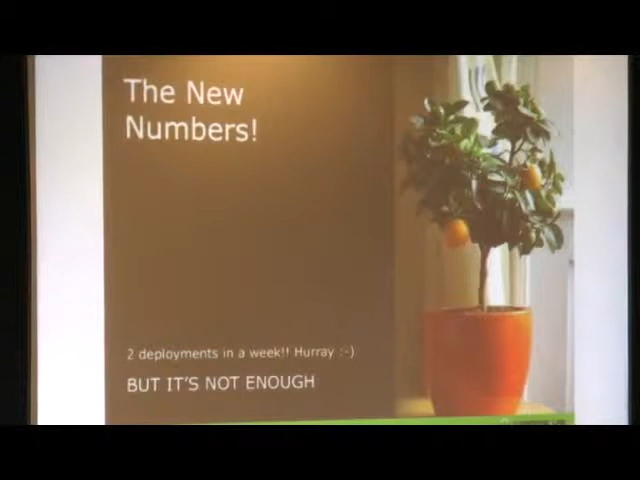 The New
Numbers!
2 deployments in a week!! Hurray :-)
BUT IT'S NOT ENOUGH